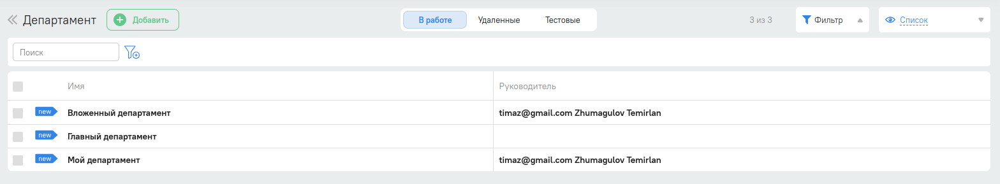 Департамент Добавить В работе Удаленные Тестовые 3 из 3 Фильтр Список
Поиск
Имя Руководитель
new Вложенный департамент timaz@gmail.com Zhumagulov Temirlan
new Главный департамент
new Мой департамент timaz@gmail.com Zhumagulov Temirlan